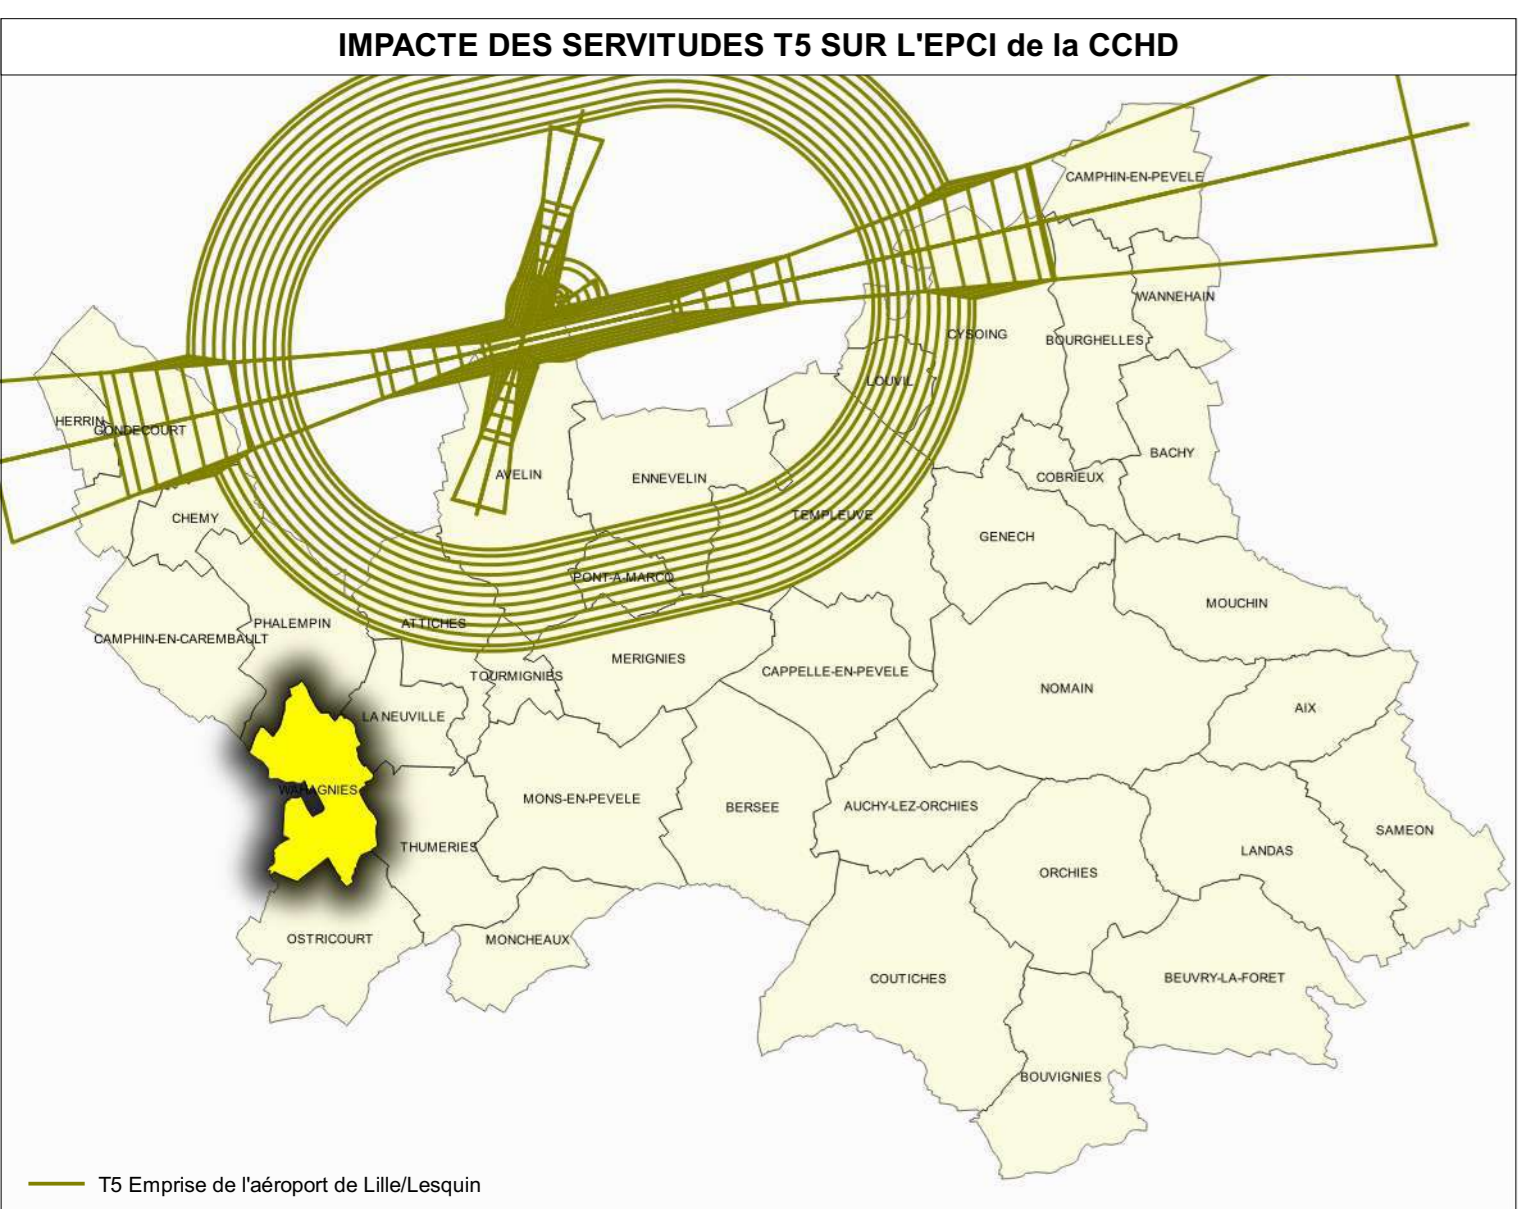 IMPACTE DES SERVITUDES T5 SUR L'EPCI de la CCHD
CAMPHIN-EN-PEVELE
WANNEHAIN
CYSOING
BOURGHELLES
LOUVIL
HERRIN
GONDECOURT
BACHY
AVELIN
ENNEVELIN
COBRIEUX
CHEMY
TEMPLEUVE
GENECH
PONT-A-MARCQ
MOUCHIN
PHALEMPIN
ATTICHES
CAMPHIN-EN-CAREMBAULT
MERIGNIES
TOURMIGNIES
CAPPELLE-EN-PEVELE
NOMAIN
AIX
LA NEUVILLE
WAHAGNIES
MONS-EN-PEVELE
BERSEE
AUCHY-LEZ-ORCHIES
SAMEON
THUMERIES
LANDAS
ORCHIES
OSTRICOURT
MONCHEAUX
COUTICHES
BEUVRY-LA-FORET
BOUVIGNIES
T5 Emprise de l'aéroport de Lille/Lesquin